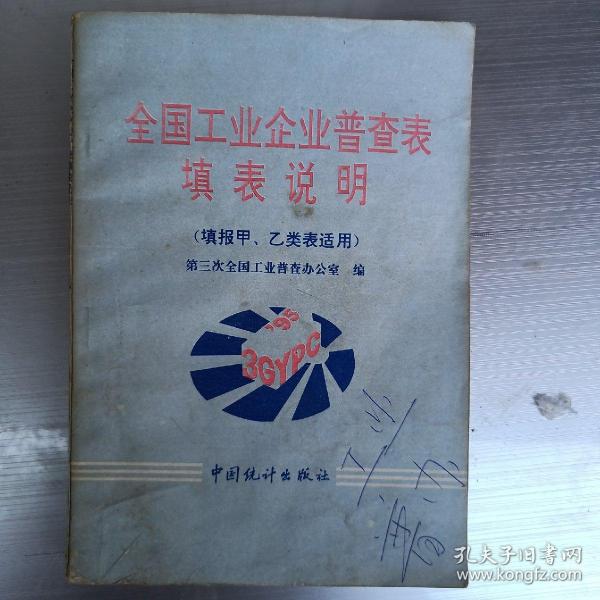 全国工业企业普查表
填表说明
（填报甲、乙类表适用）
第三次全国工业普查办公室 编
'95
3GYPC
中国统计出版社
孔夫子旧书网
www.kongfz.com